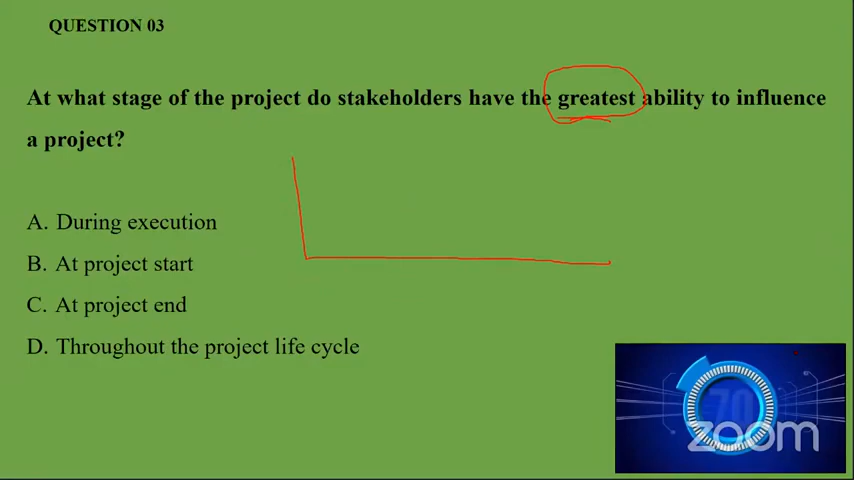 QUESTION 03
At what stage of the project do stakeholders have the greatest ability to influence
a project?
A. During execution
B. At project start
C. At project end
D. Throughout the project life cycle
70
zoom